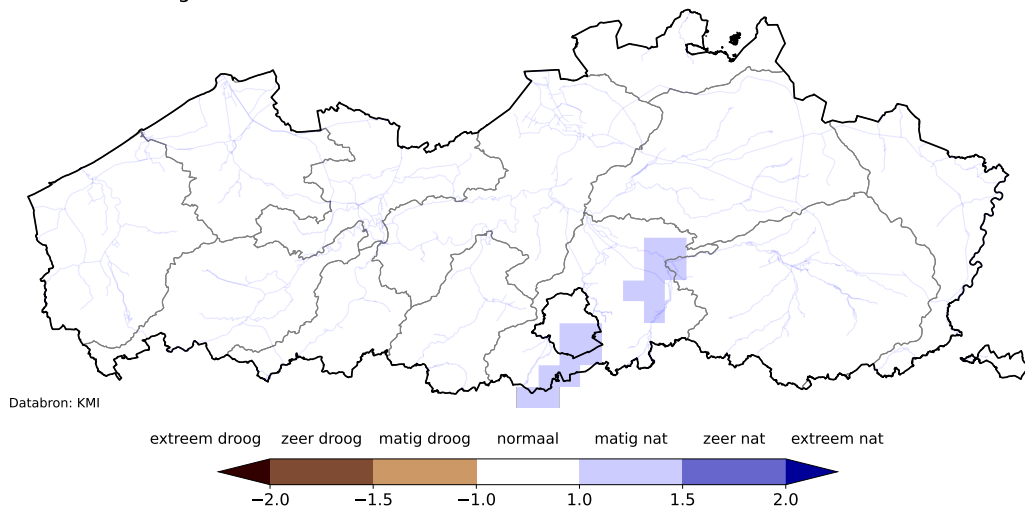 Databron: KMI
extreem droog zeer droog matig droog normaal matig nat zeer nat extreem nat
−2.0 −1.5 −1.0 1.0 1.5 2.0